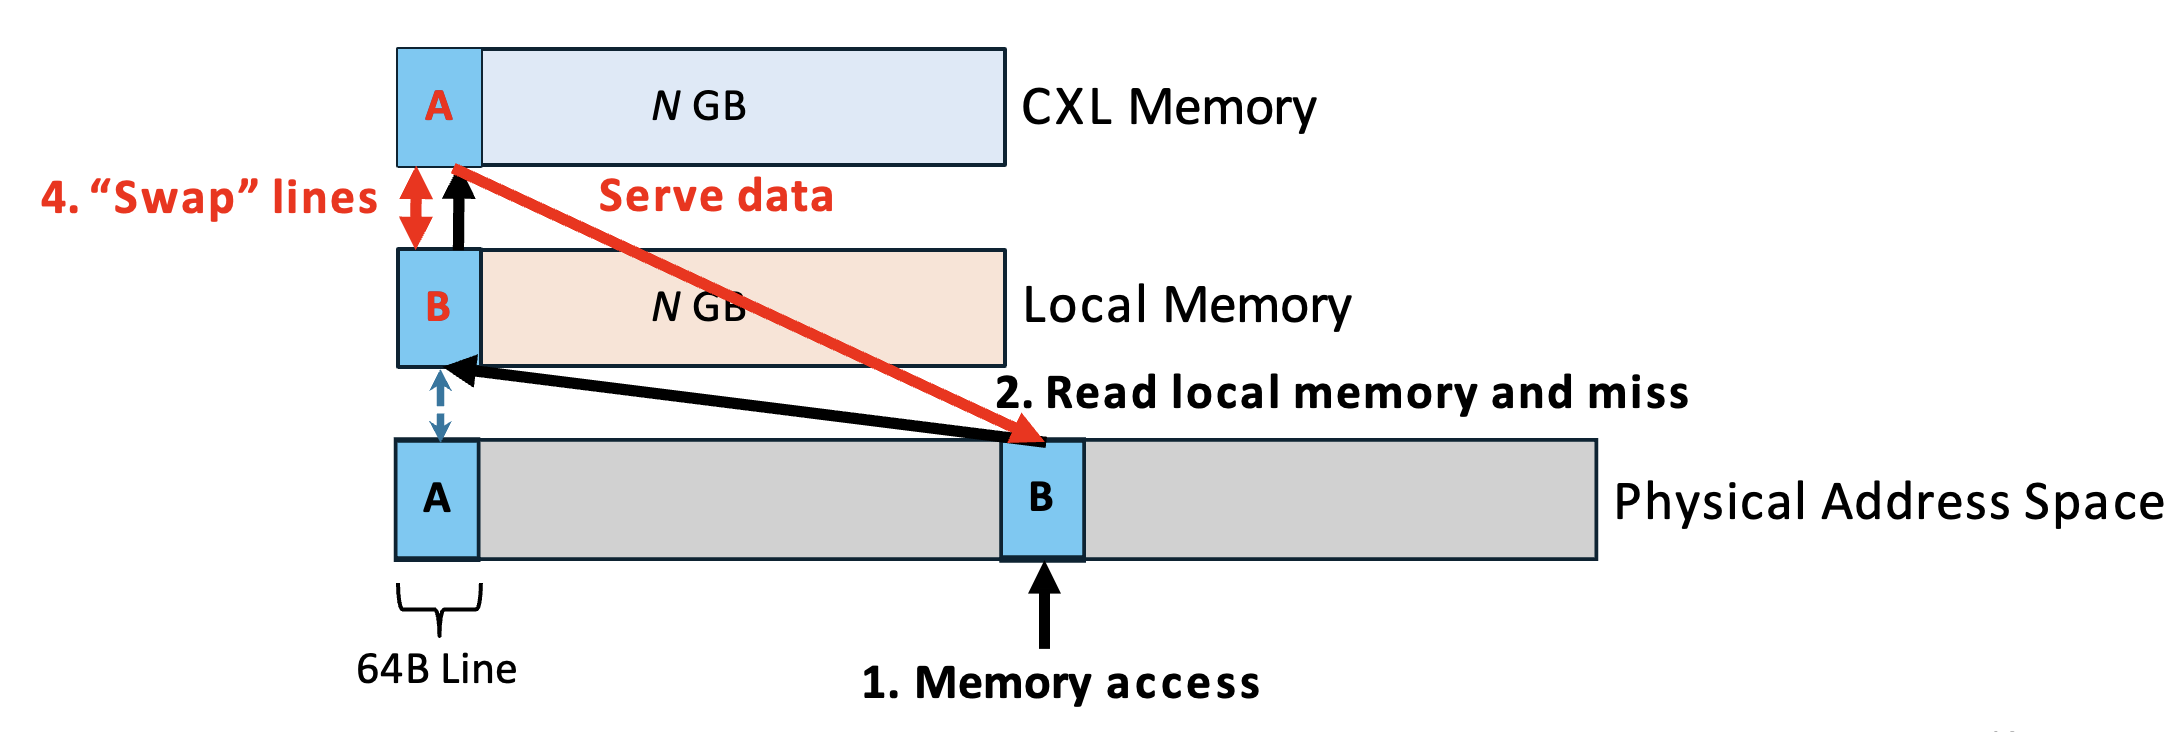 A
N GB
CXL Memory
4. “Swap” lines
Serve data
B
N GB
Local Memory
2. Read local memory and miss
A
B
Physical Address Space
64B Line
1. Memory access